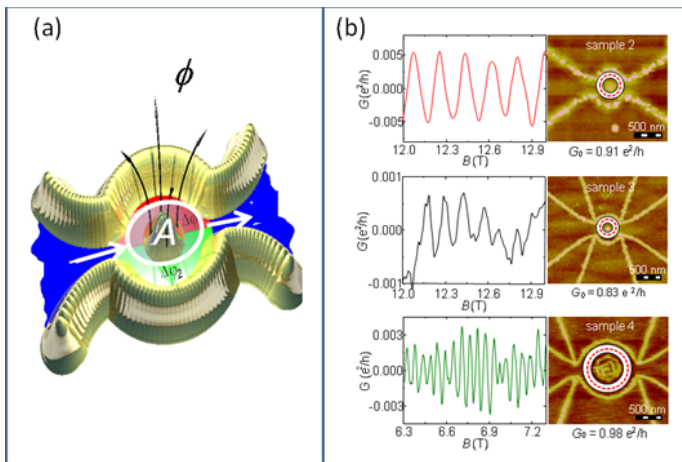 (a)
ϕ
A
Δφ₂
(b)
0.005
0.000
-0.005
G (e²/h)
12.0 12.3 12.6 12.9
B (T)
sample 2
500 nm
G₀ = 0.91 e²/h
0.001
0.000
-0.001
G (e²/h)
12.0 12.3 12.6 12.9
B (T)
sample 3
500 nm
G₀ = 0.83 e²/h
0.003
0.000
-0.003
G (e²/h)
6.3 6.6 6.9 7.2
B (T)
sample 4
500 nm
G₀ = 0.98 e²/h